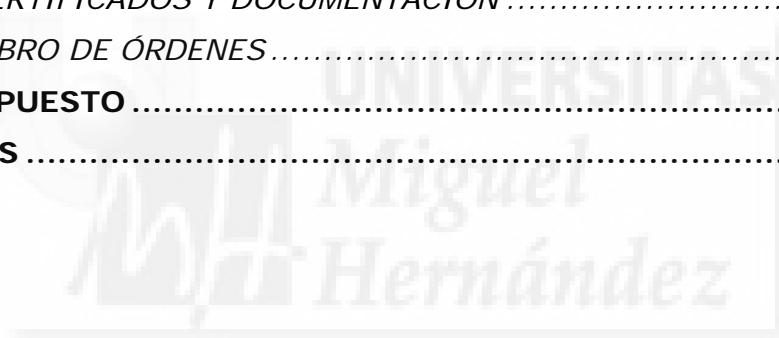 ERTIFICADOS Y DOCUMENTACIÓN ..........................
BRO DE ÓRDENES ................................................
PUESTO .............................................................
S .......................................................................
UNIVERSITAS
Miguel
Hernández